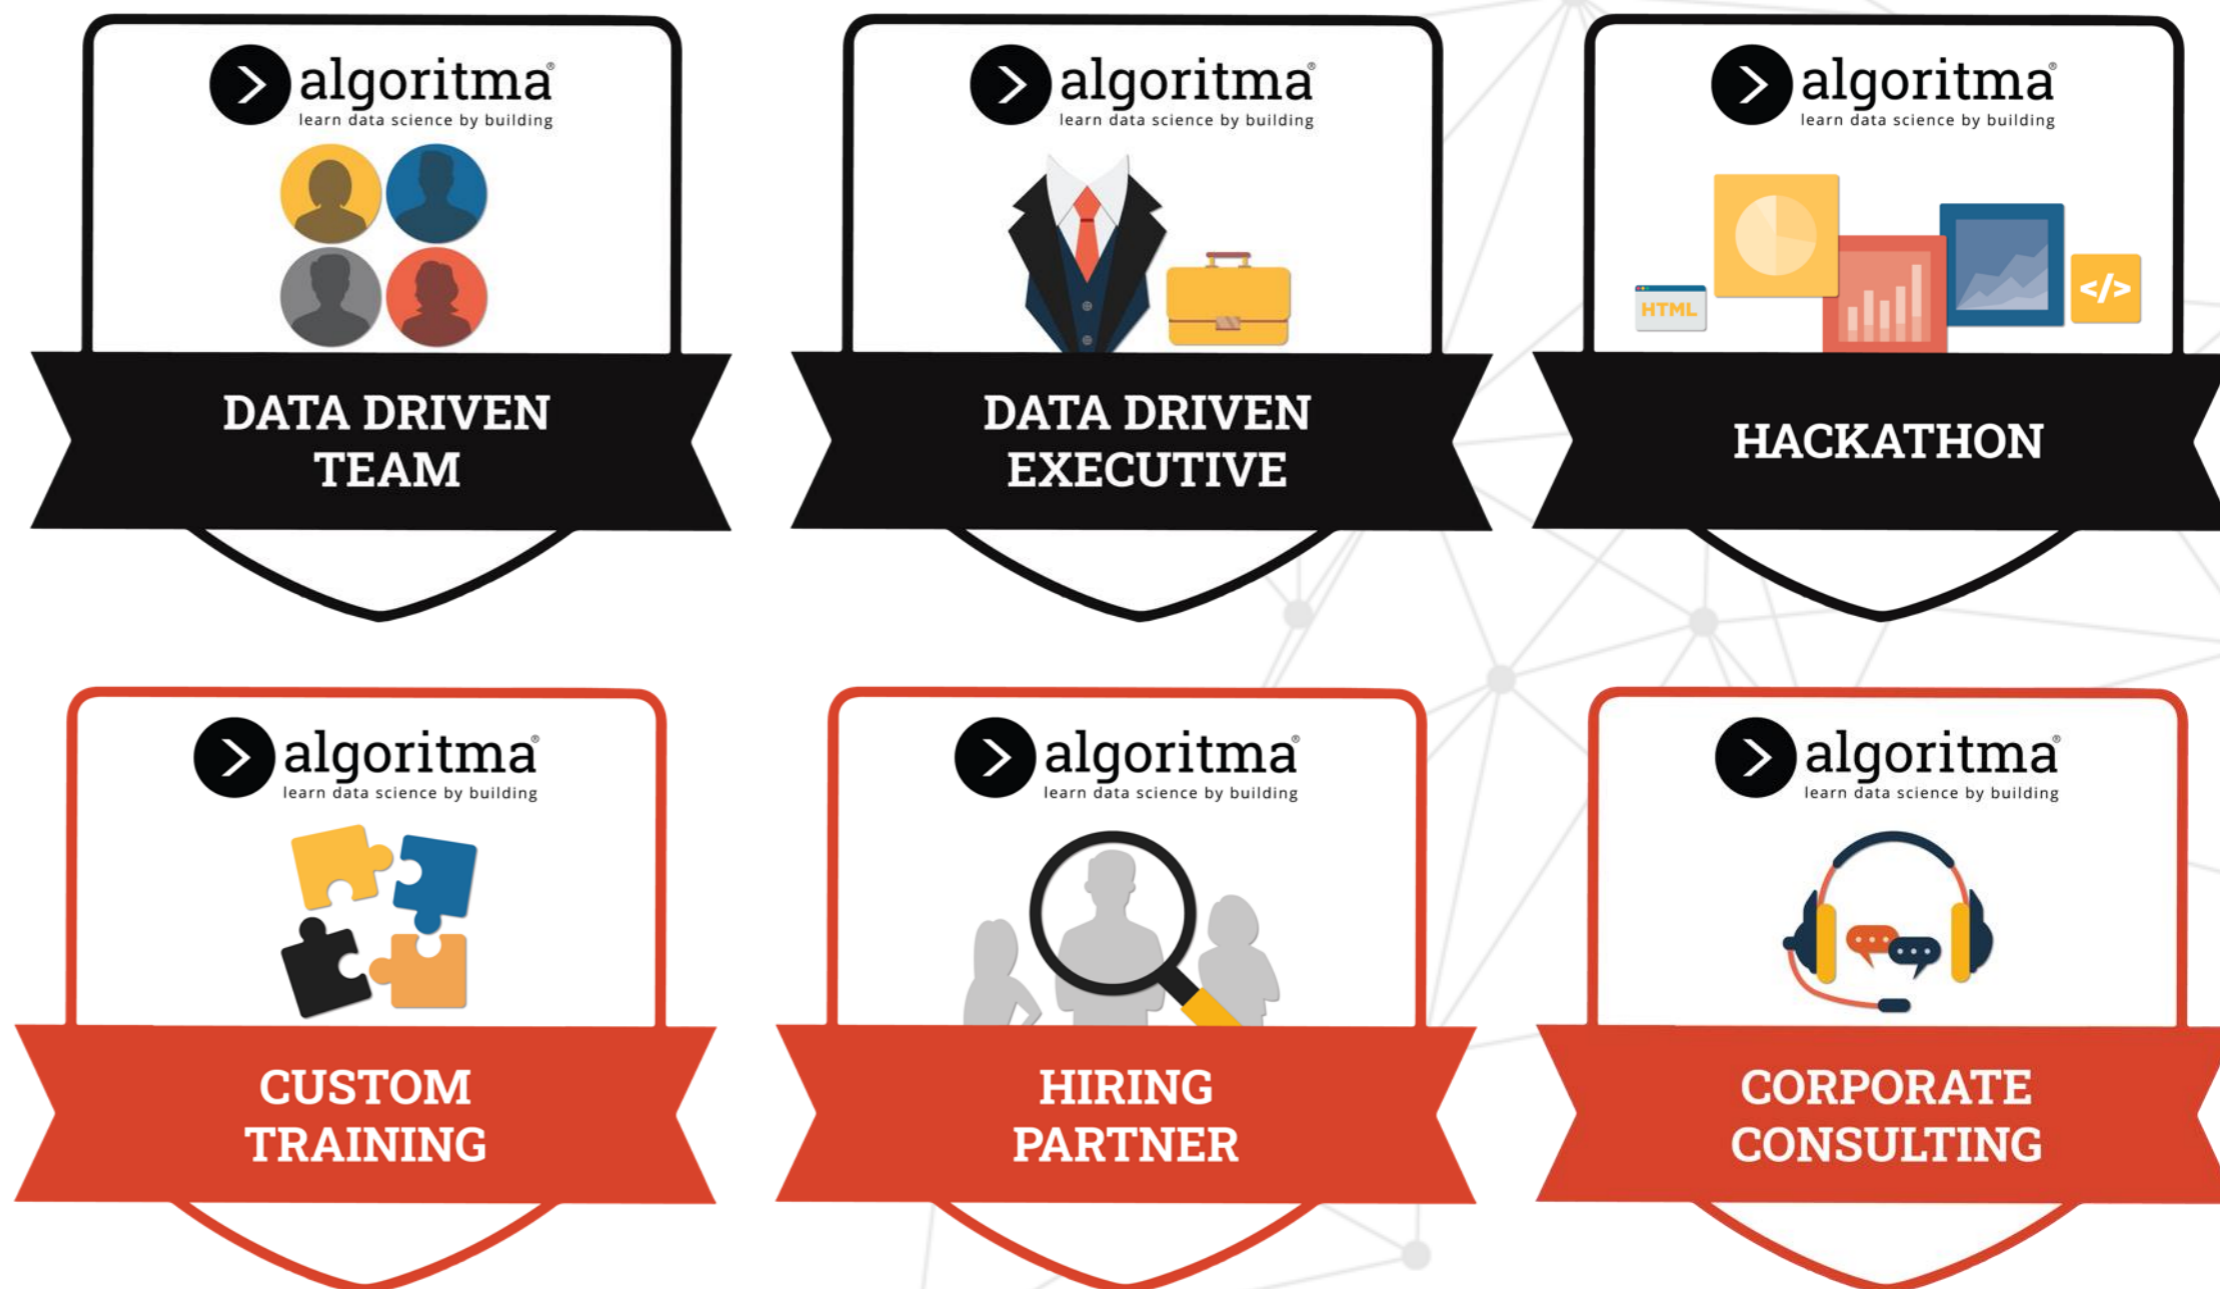 algoritma®
learn data science by building
DATA DRIVEN
TEAM
algoritma®
learn data science by building
DATA DRIVEN
EXECUTIVE
algoritma®
learn data science by building
HTML
</>
HACKATHON
algoritma®
learn data science by building
CUSTOM
TRAINING
algoritma®
learn data science by building
HIRING
PARTNER
algoritma®
learn data science by building
CORPORATE
CONSULTING